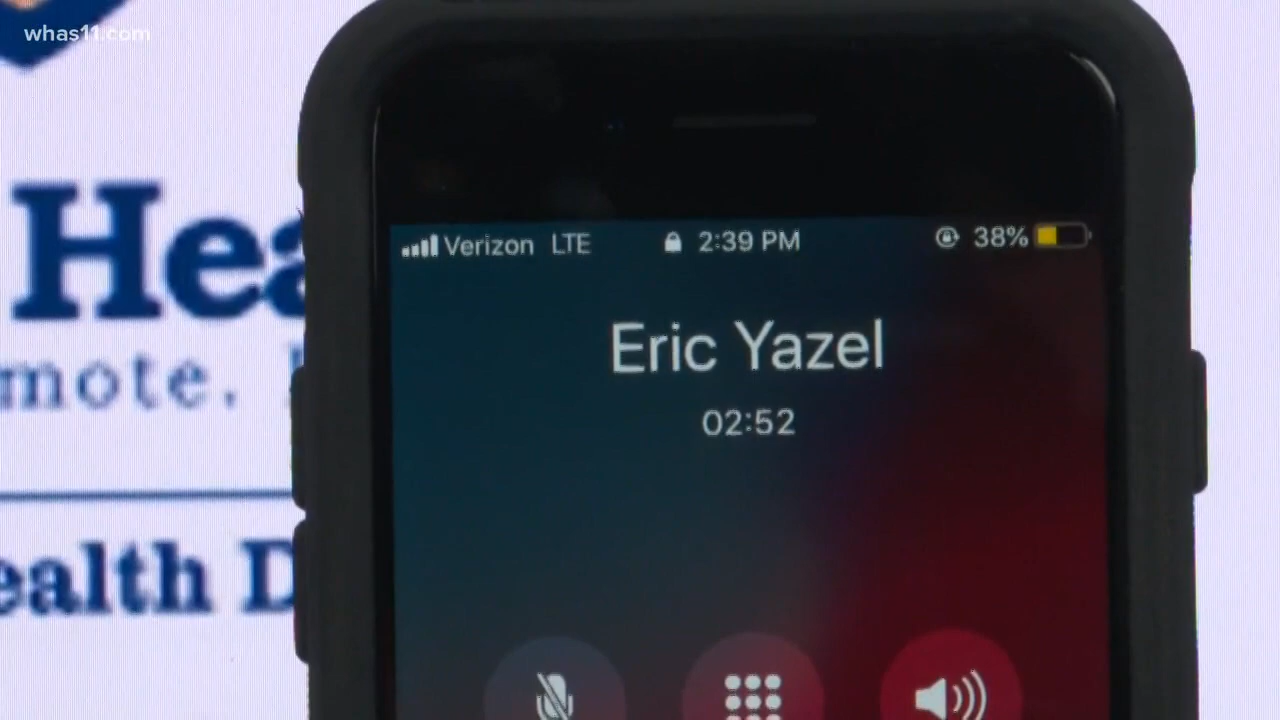 whas11.com
Hea
mote.
ealth D
Verizon LTE 2:39 PM 38%
Eric Yazel
02:52